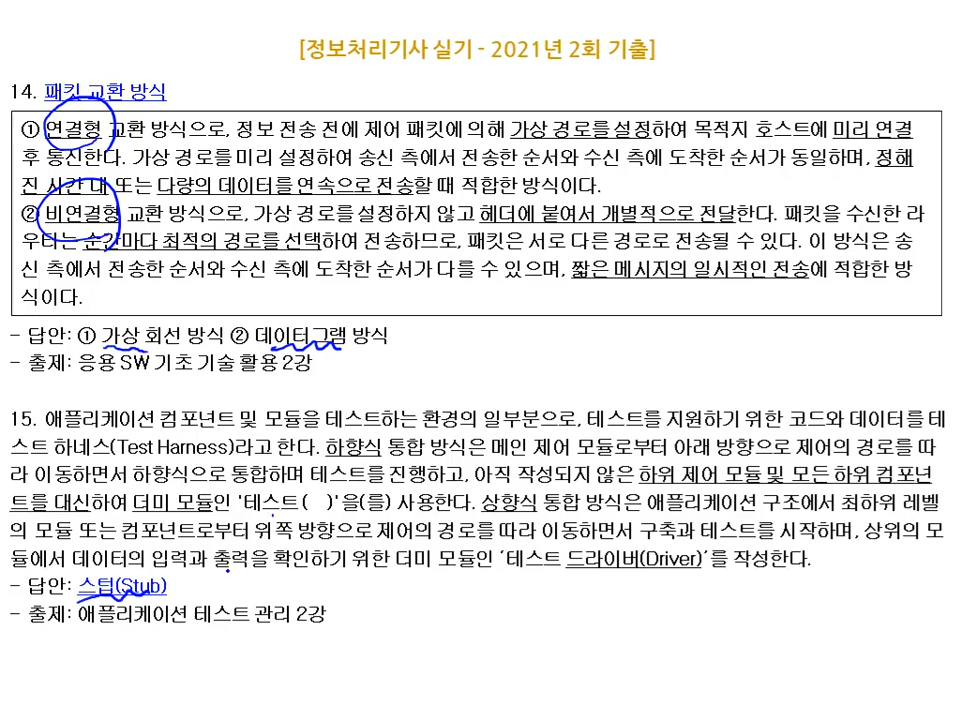 [정보처리기사 실기 - 2021년 2회 기출]
14. 패킷 교환 방식
① 연결형 교환 방식으로, 정보 전송 전에 제어 패킷에 의해 가상 경로를 설정하여 목적지 호스트에 미리 연결
후 통신한다. 가상 경로를 미리 설정하여 송신 측에서 전송한 순서와 수신 측에 도착한 순서가 동일하며, 정해
진 시간 내 또는 다량의 데이터를 연속으로 전송할 때 적합한 방식이다.
② 비연결형 교환 방식으로, 가상 경로를 설정하지 않고 헤더에 붙여서 개별적으로 전달한다. 패킷을 수신한 라
우터는 순간마다 최적의 경로를 선택하여 전송하므로, 패킷은 서로 다른 경로로 전송될 수 있다. 이 방식은 송
신 측에서 전송한 순서와 수신 측에 도착한 순서가 다를 수 있으며, 짧은 메시지의 일시적인 전송에 적합한 방
식이다.
- 답안: ① 가상 회선 방식 ② 데이터그램 방식
- 출제: 응용 SW 기초 기술 활용 2강
15. 애플리케이션 컴포넌트 및 모듈을 테스트하는 환경의 일부분으로, 테스트를 지원하기 위한 코드와 데이터를 테
스트 하네스(Test Harness)라고 한다. 하향식 통합 방식은 메인 제어 모듈로부터 아래 방향으로 제어의 경로를 따
라 이동하면서 하향식으로 통합하며 테스트를 진행하고, 아직 작성되지 않은 하위 제어 모듈 및 모든 하위 컴포넌
트를 대신하여 더미 모듈인 '테스트(   )'을(를) 사용한다. 상향식 통합 방식은 애플리케이션 구조에서 최하위 레벨
의 모듈 또는 컴포넌트로부터 위쪽 방향으로 제어의 경로를 따라 이동하면서 구축과 테스트를 시작하며, 상위의 모
듈에서 데이터의 입력과 출력을 확인하기 위한 더미 모듈인 '테스트 드라이버(Driver)'를 작성한다.
- 답안: 스텁(Stub)
- 출제: 애플리케이션 테스트 관리 2강